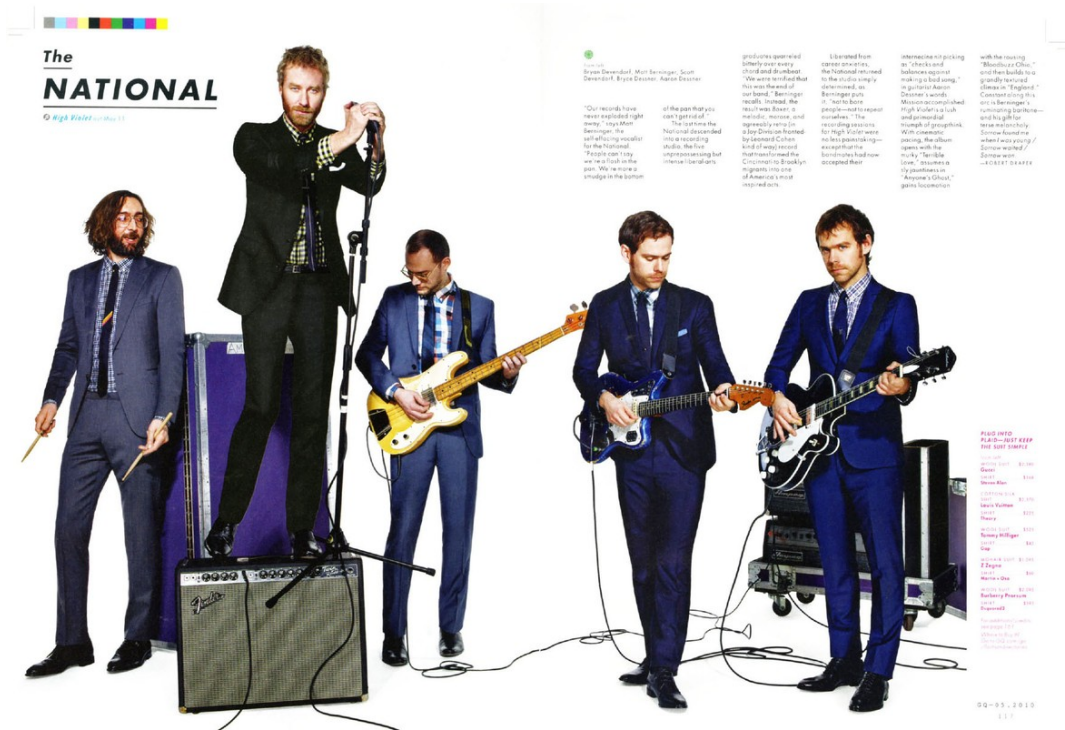 The
NATIONAL
High Violet out May 11
from left
Bryan Devendorf, Matt Berninger, Scott
Devendorf, Bryce Dessner, Aaron Dessner
"Our records have
never exploded right
away," says Matt
Berninger, the
self-effacing vocalist
for the National.
"People can't say
we're a flash in the
pan. We're more a
smudge in the bottom
of the pan that you
can't get rid of."
The last time the
National descended
into a recording
studio, the five
unprepossessing but
intense liberal-arts
graduates quarreled
bitterly over every
chord and drumbeat.
"We were terrified that
this was the end of
our band," Berninger
recalls. Instead, the
result was Boxer, a
melodic, morose, and
agreeably retro (in
a Joy-Division-fronted
by Leonard Cohen
kind of way) record
that transformed the
Cincinnati-to-Brooklyn
migrants into one
of America's most
inspired acts.
Liberated from
career anxieties,
the National returned
to the studio simply
determined, as
Berninger puts
it, "not to bore
people—not to repeat
ourselves." The
recording sessions
for High Violet were
no less painstaking—
except that the
bandmates had now
accepted their
internecine nit picking
as "checks and
balances against
making a bad song,"
in guitarist Aaron
Dessner's words.
Mission accomplished:
High Violet is a lush
and primordial
triumph of groupthink.
With cinematic
pacing, the album
opens with the
murky "Terrible
Love," assumes a
sly jauntiness in
"Anyone's Ghost,"
gains locomotion
with the rousing
"Bloodbuzz Ohio,"
and then builds to a
grandly textured
climax in "England."
Constant along this
arc is Berninger's
ruminating baritone—
and his gift for
terse melancholy.
Sorrow found me
when I was young /
Sorrow waited /
Sorrow won.
—ROBERT DRAPER
Fender
PLUG INTO
PLAID—JUST KEEP
THE SUIT SIMPLE
Gucci
Steven Alan
Louis Vuitton
Theory
Tommy Hilfiger
Gap
Z Zegna
Burberry Prorsum
Dsquared2
GQ-05.2010
117